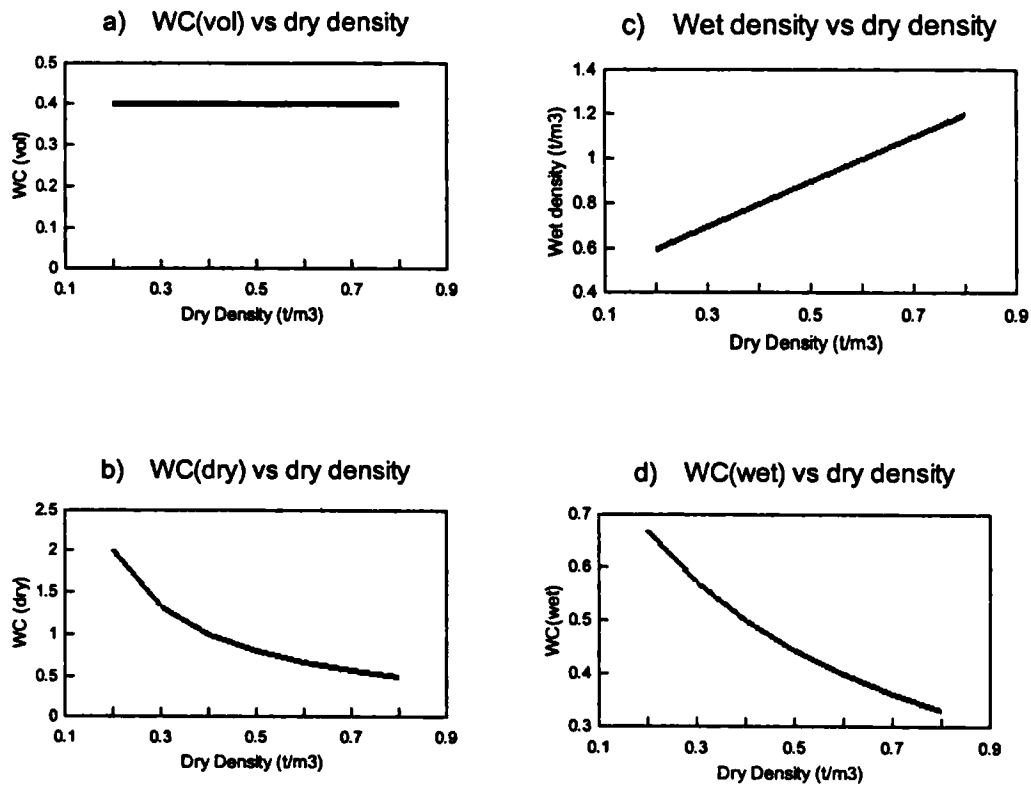 a) WC(vol) vs dry density
0.5
0.4
0.3
0.2
0.1
0
WC (vol)
0.1 0.3 0.5 0.7 0.9
Dry Density (t/m3)
c) Wet density vs dry density
1.4
1.2
1
0.8
0.6
0.4
Wet density (t/m3)
0.1 0.3 0.5 0.7 0.9
Dry Density (t/m3)
b) WC(dry) vs dry density
2.5
2
1.5
1
0.5
0
WC (dry)
0.1 0.3 0.5 0.7 0.9
Dry Density (t/m3)
d) WC(wet) vs dry density
0.7
0.6
0.5
0.4
0.3
WC(wet)
0.1 0.3 0.5 0.7 0.9
Dry Density (t/m3)